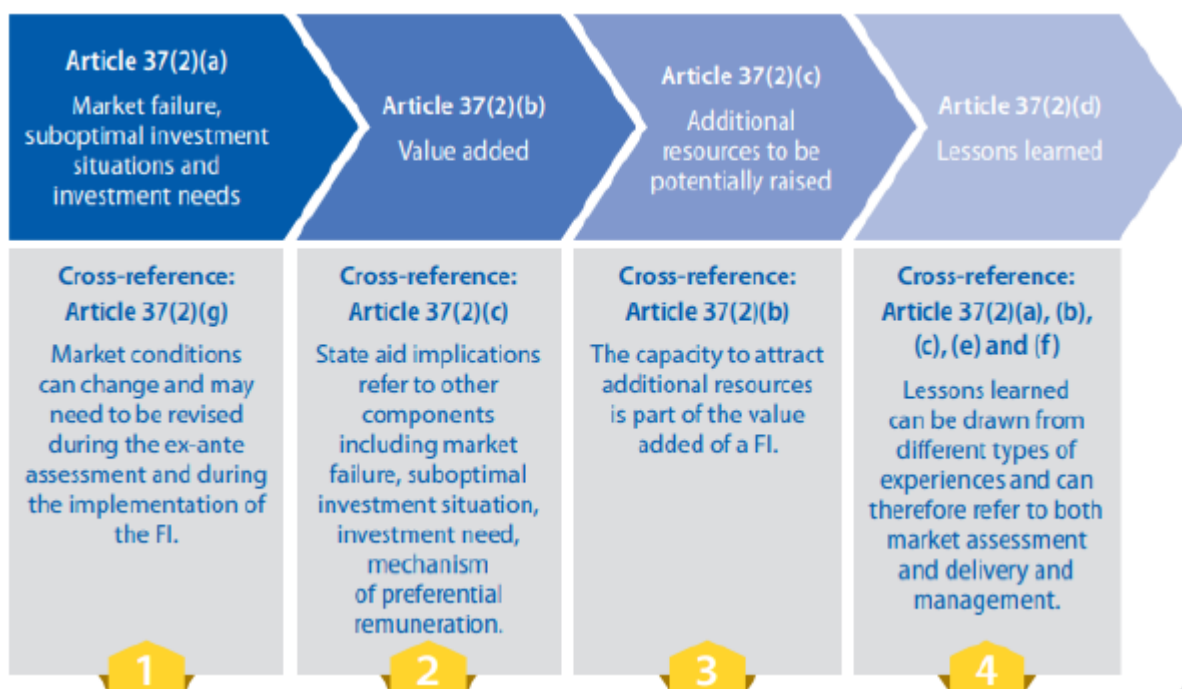 Article 37(2)(a)
Market failure,
suboptimal investment
situations and
investment needs
Article 37(2)(b)
Value added
Article 37(2)(c)
Additional
resources to be
potentially raised
Article 37(2)(d)
Lessons learned
Cross-reference:
Article 37(2)(g)
Market conditions
can change and may
need to be revised
during the ex-ante
assessment and during
the implementation of
the FI.
1
Cross-reference:
Article 37(2)(c)
State aid implications
refer to other
components
including market
failure, suboptimal
investment situation,
investment need,
mechanism
of preferential
remuneration.
2
Cross-reference:
Article 37(2)(b)
The capacity to attract
additional resources
is part of the value
added of a FI.
3
Cross-reference:
Article 37(2)(a), (b),
(c), (e) and (f)
Lessons learned
can be drawn from
different types of
experiences and can
therefore refer to both
market assessment
and delivery and
management.
4